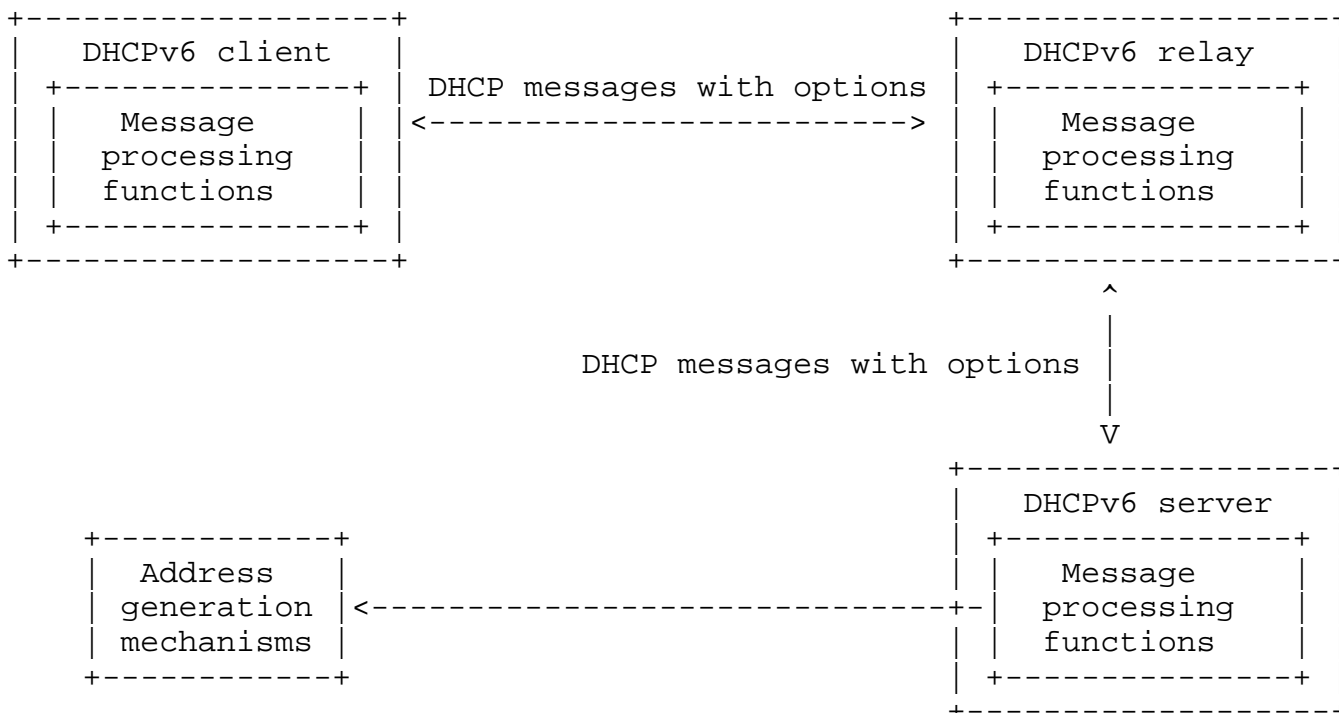 DHCPv6 client
DHCPv6 relay
DHCP messages with options
Message
processing
functions
Message
processing
functions
DHCP messages with options
DHCPv6 server
Address
generation
mechanisms
Message
processing
functions